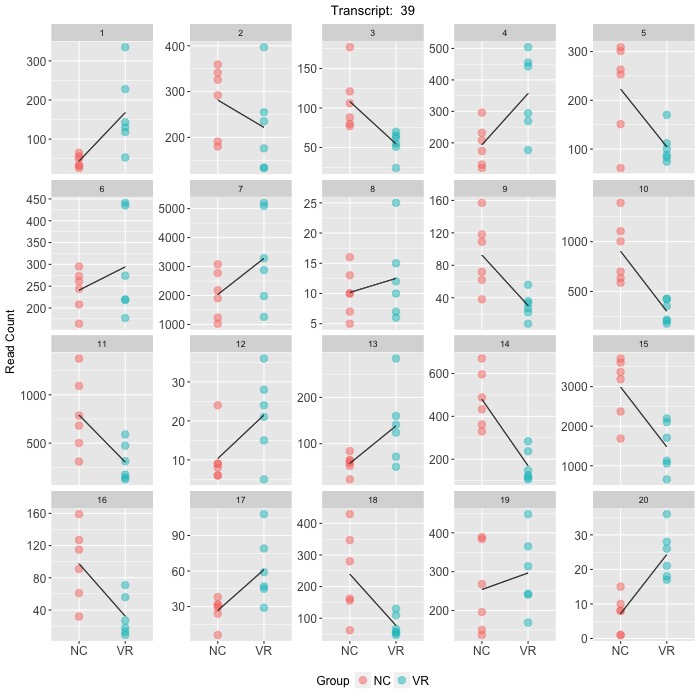 Transcript: 39
1 2 3 4 5
300 400 150 500 300
200 100 400 200
100 200 50 300 100
200
6 7 8 9 10
450 5000 25 160 1000
400 4000 20 120 500
350 3000 15 80
300 2000 10 40
250 1000 5
200
Read Count
11 12 13 14 15
1000 30 200 600 3000
500 20 100 400 2000
10 200 1000
16 17 18 19 20
160 90 400 400 30
120 60 300 300 20
80 30 200 200 10
40 100 0
NC VR NC VR NC VR NC VR NC VR
Group NC VR